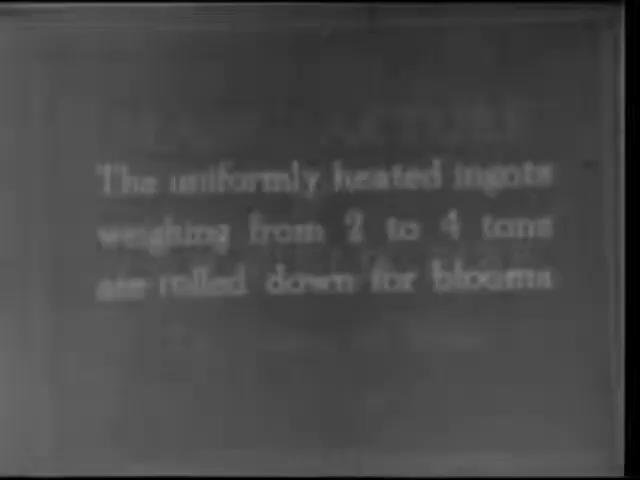 The uniformly heated ingots
weighing from 2 to 4 tons
are rolled down for blooms